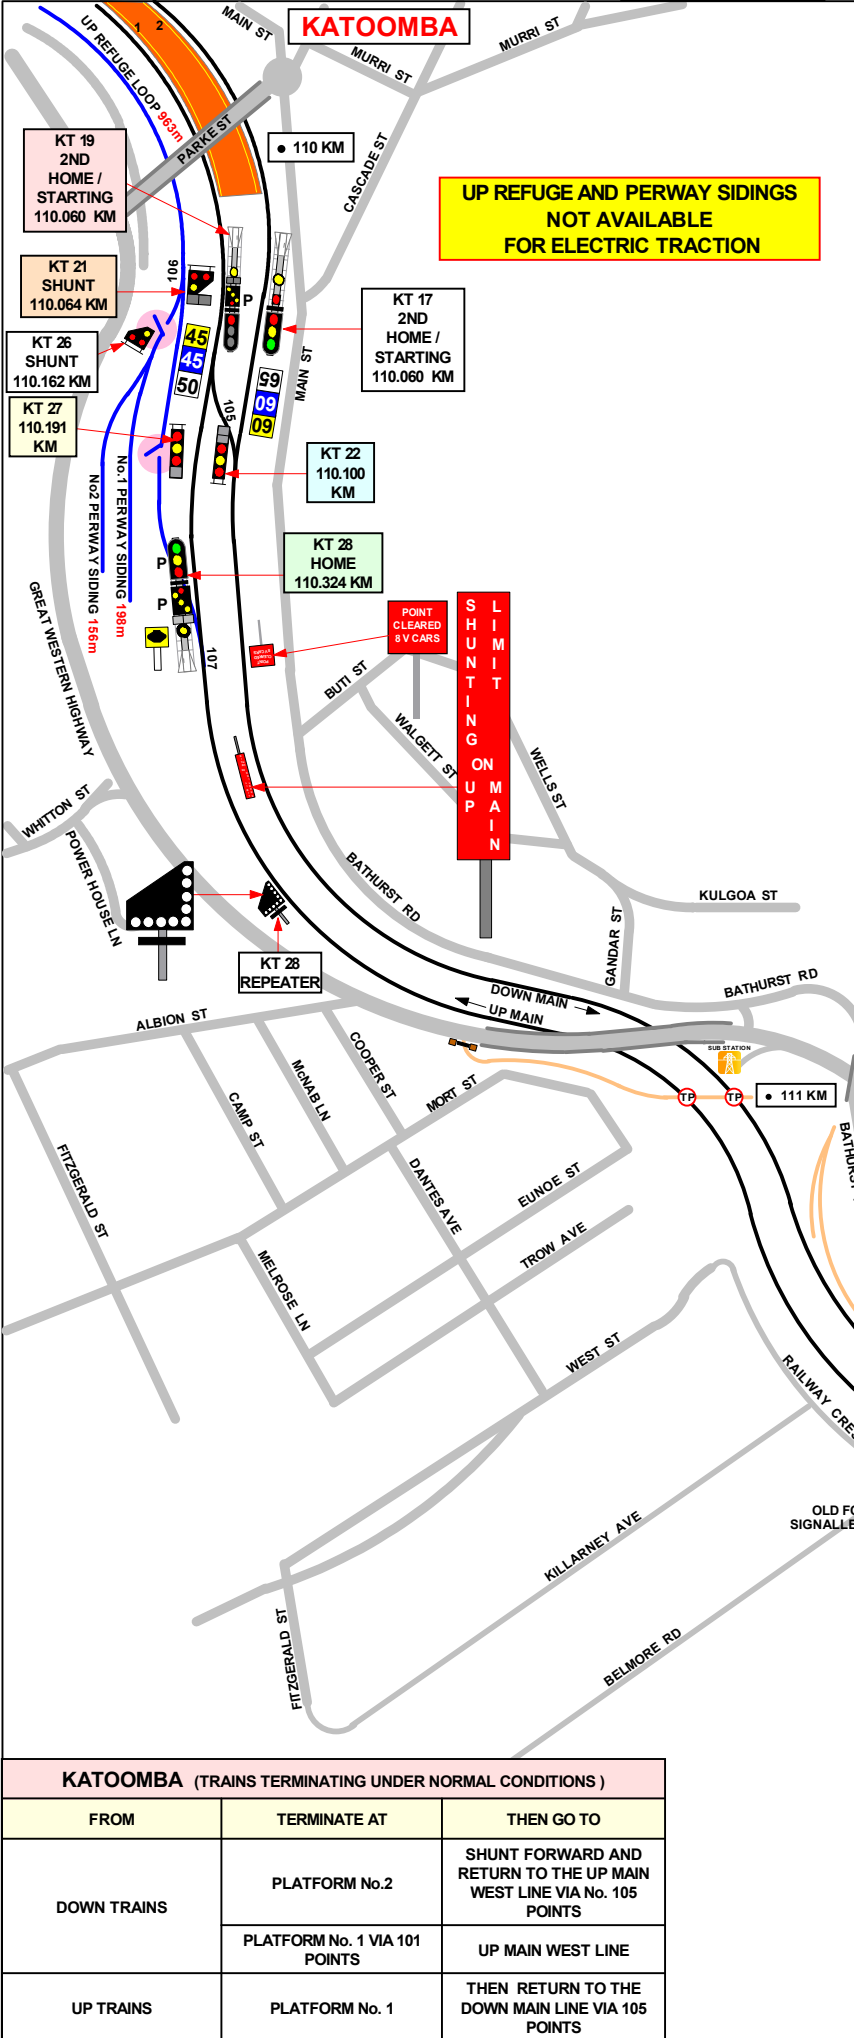 KATOOMBA
MAIN ST
MURRI ST
MURRI ST
1 2
UP REFUGE LOOP 963m
PARKE ST
CASCADE ST
• 110 KM
KT 19
2ND
HOME /
STARTING
110.060 KM
UP REFUGE AND PERWAY SIDINGS
NOT AVAILABLE
FOR ELECTRIC TRACTION
KT 21
SHUNT
110.064 KM
106
P
KT 17
2ND
HOME /
STARTING
110.060 KM
KT 26
SHUNT
110.162 KM
45
45
50
MAIN ST
59
60
60
105
KT 27
110.191
KM
KT 22
110.100
KM
No2 PERWAY SIDING 156m
No.1 PERWAY SIDING 198m
KT 28
HOME
110.324 KM
P
P
GREAT WESTERN HIGHWAY
107
POINT
CLEARED
8 V CARS
POINT
CLEARED
8 V CARS
LIMIT
SHUNTING
ON
UP
MAIN
BUTI ST
WALGETT ST
WELLS ST
WHITTON ST
POWER HOUSE LN
BATHURST RD
KULGOA ST
GANDAR ST
KT 28
REPEATER
BATHURST RD
DOWN MAIN
UP MAIN
ALBION ST
SUB STATION
COOPER ST
McNAB LN
CAMP ST
MORT ST
TP
TP
• 111 KM
BATHURST
FITZGERALD ST
DANTES AVE
EUNOE ST
TROW AVE
MELROSE LN
WEST ST
RAILWAY CRE
OLD FO
SIGNALLE
KILLARNEY AVE
BELMORE RD
FITZGERALD ST
KATOOMBA (TRAINS TERMINATING UNDER NORMAL CONDITIONS )
FROM
TERMINATE AT
THEN GO TO
DOWN TRAINS
PLATFORM No.2
SHUNT FORWARD AND
RETURN TO THE UP MAIN
WEST LINE VIA No. 105
POINTS
PLATFORM No. 1 VIA 101
POINTS
UP MAIN WEST LINE
UP TRAINS
PLATFORM No. 1
THEN RETURN TO THE
DOWN MAIN LINE VIA 105
POINTS